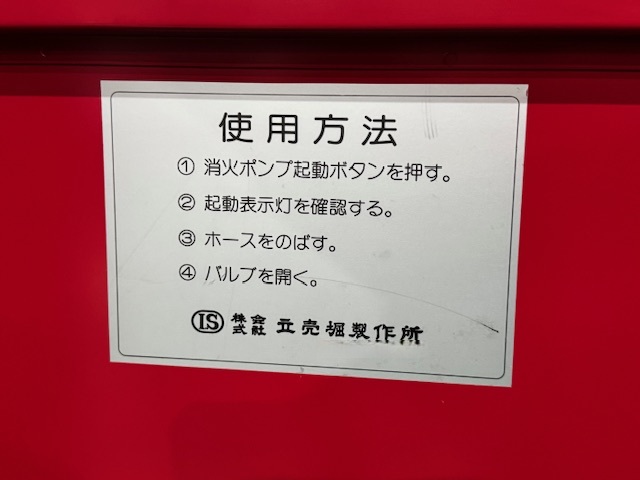 使用方法
① 消火ポンプ起動ボタンを押す。
② 起動表示灯を確認する。
③ ホースをのばす。
④ バルブを開く。
IS 株式会社 立売堀製作所